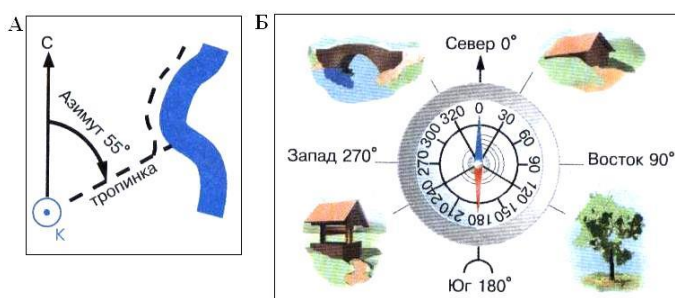 А
С
Азимут 55°
тропинка
К
Б
Север 0°
Запад 270°
Восток 90°
Юг 180°
0
30
60
90
120
150
180
210
240
270
300
320